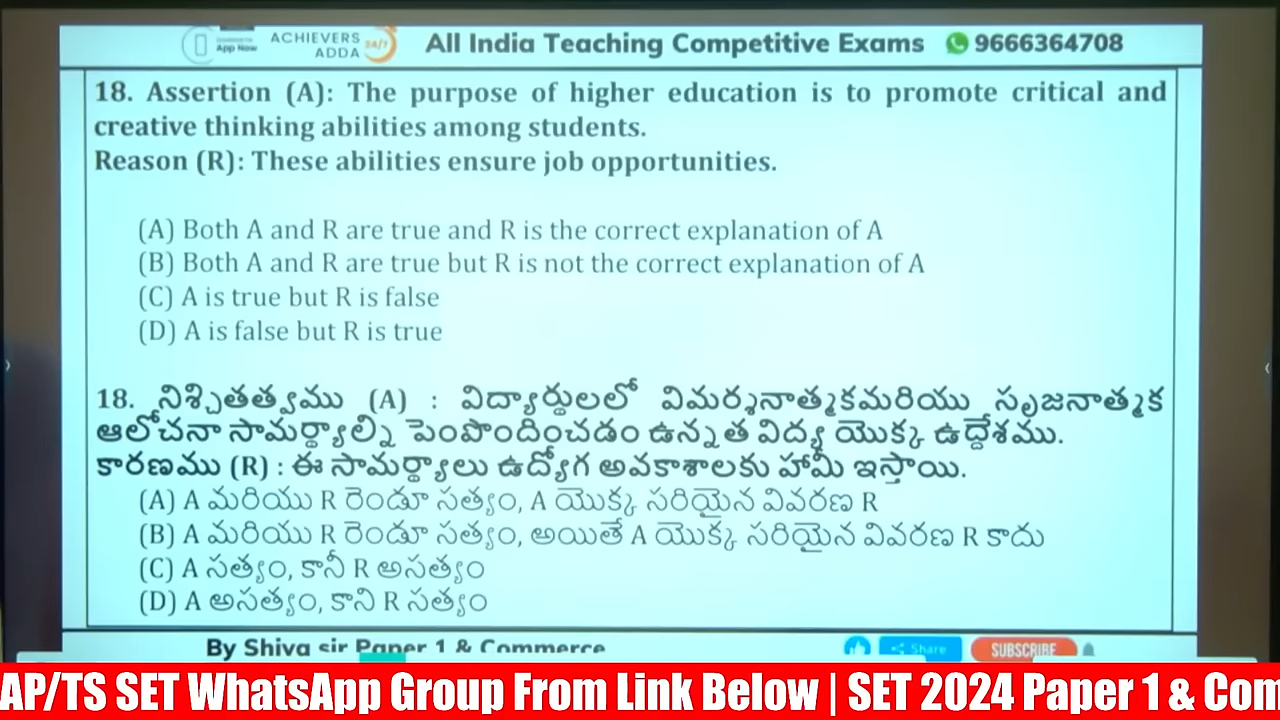 App Now
ACHIEVERS
ADDA 24/7
All India Teaching Competitive Exams 9666364708
18. Assertion (A): The purpose of higher education is to promote critical and
creative thinking abilities among students.
Reason (R): These abilities ensure job opportunities.
(A) Both A and R are true and R is the correct explanation of A
(B) Both A and R are true but R is not the correct explanation of A
(C) A is true but R is false
(D) A is false but R is true
18. నిశ్చితత్వము (A) : విద్యార్థులలో విమర్శనాత్మకమరియు సృజనాత్మక
ఆలోచనా సామర్థ్యాల్ని పెంపొందించడం ఉన్నత విద్య యొక్క ఉద్దేశము.
కారణము (R) : ఈ సామర్థ్యాలు ఉద్యోగ అవకాశాలకు హామీ ఇస్తాయి.
(A) A మరియు R రెండూ సత్యం, A యొక్క సరియైన వివరణ R
(B) A మరియు R రెండూ సత్యం, అయితే A యొక్క సరియైన వివరణ R కాదు
(C) A సత్యం, కానీ R అసత్యం
(D) A అసత్యం, కాని R సత్యం
By Shiva sir Paper 1 & Commerce
Share
SUBSCRIBE
AP/TS SET WhatsApp Group From Link Below | SET 2024 Paper 1 & Com